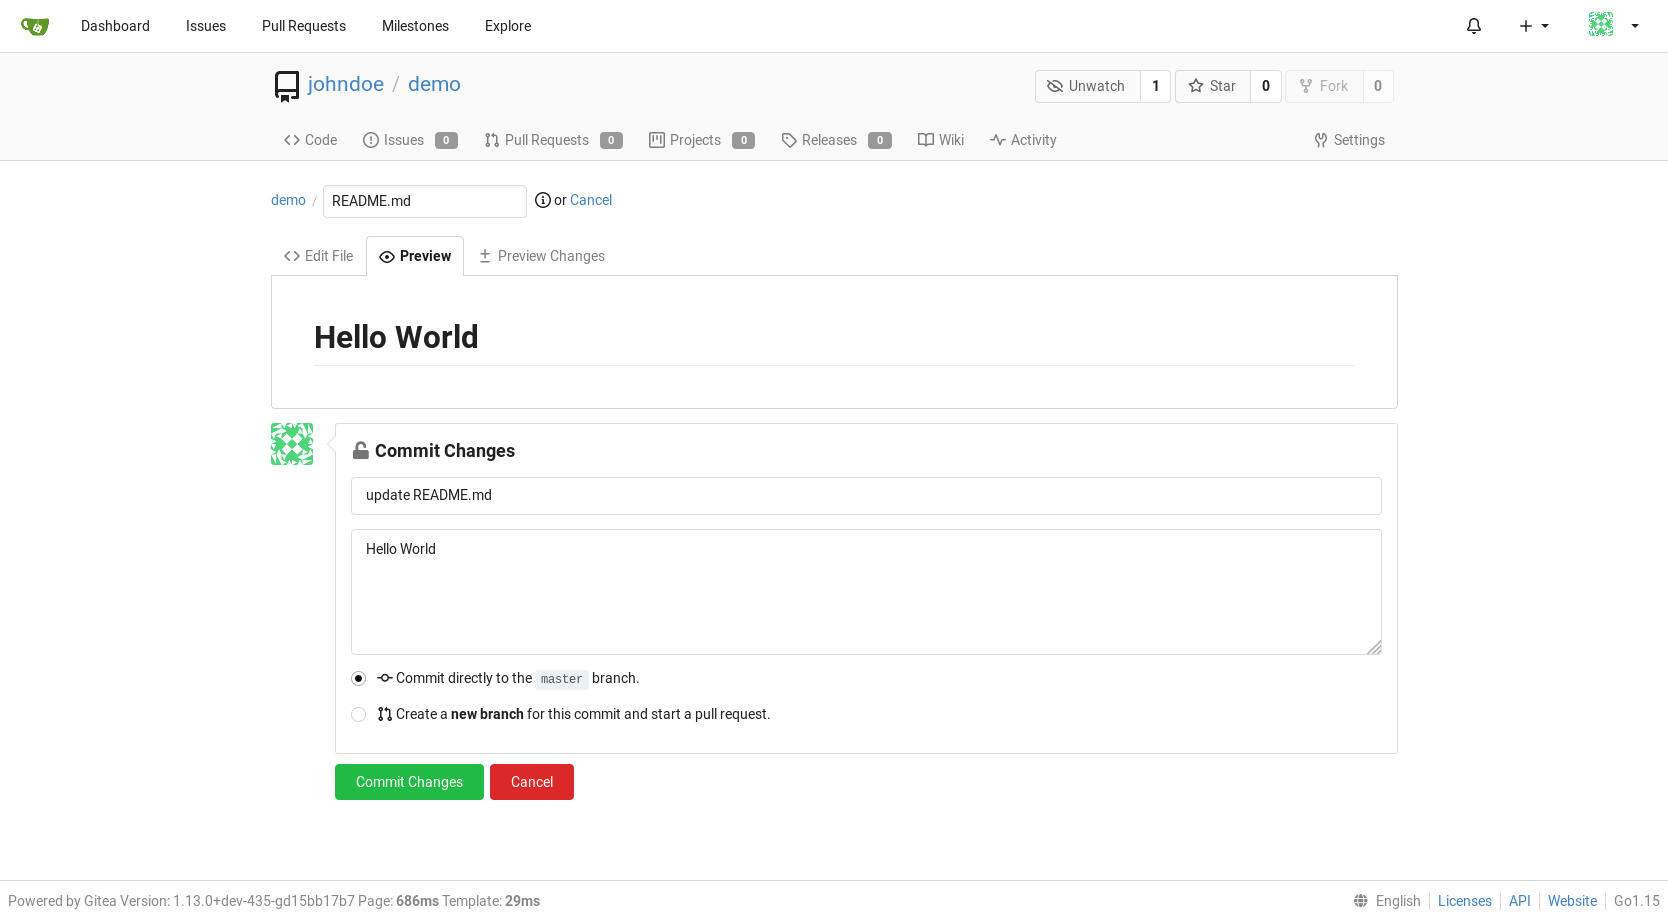 Dashboard Issues Pull Requests Milestones Explore
johndoe / demo Unwatch 1 Star 0 Fork 0
Code Issues 0 Pull Requests 0 Projects 0 Releases 0 Wiki Activity Settings
demo / README.md or Cancel
Edit File Preview Preview Changes
Hello World
Commit Changes
update README.md
Hello World
Commit directly to the master branch.
Create a new branch for this commit and start a pull request.
Commit Changes Cancel
Powered by Gitea Version: 1.13.0+dev-435-gd15bb17b7 Page: 686ms Template: 29ms English Licenses API Website Go1.15